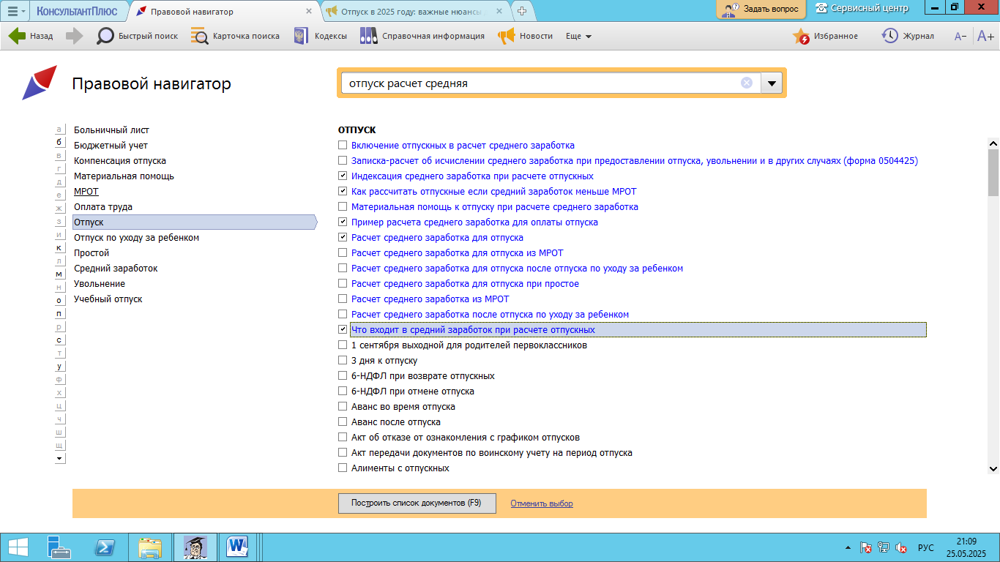 КонсультантПлюс
Правовой навигатор
Отпуск в 2025 году: важные нюансы
Задать вопрос
Сервисный центр
Назад
Быстрый поиск
Карточка поиска
Кодексы
Справочная информация
Новости
Еще
Избранное
Журнал
A−
A+
Правовой навигатор
отпуск расчет средняя
а
б
в
г
д
е
ж
з
и
к
л
м
н
о
п
р
с
т
у
ф
х
ц
ч
ш
щ
Больничный лист
Бюджетный учет
Компенсация отпуска
Материальная помощь
МРОТ
Оплата труда
Отпуск
Отпуск по уходу за ребенком
Простой
Средний заработок
Увольнение
Учебный отпуск
ОТПУСК
Включение отпускных в расчет среднего заработка
Записка-расчет об исчислении среднего заработка при предоставлении отпуска, увольнении и в других случаях (форма 0504425)
Индексация среднего заработка при расчете отпускных
Как рассчитать отпускные если средний заработок меньше МРОТ
Материальная помощь к отпуску при расчете среднего заработка
Пример расчета среднего заработка для оплаты отпуска
Расчет среднего заработка для отпуска
Расчет среднего заработка для отпуска из МРОТ
Расчет среднего заработка для отпуска после отпуска по уходу за ребенком
Расчет среднего заработка для отпуска при простое
Расчет среднего заработка из МРОТ
Расчет среднего заработка после отпуска по уходу за ребенком
Что входит в средний заработок при расчете отпускных
1 сентября выходной для родителей первоклассников
3 дня к отпуску
6-НДФЛ при возврате отпускных
6-НДФЛ при отмене отпуска
Аванс во время отпуска
Аванс после отпуска
Акт об отказе от ознакомления с графиком отпусков
Акт передачи документов по воинскому учету на период отпуска
Алименты с отпускных
Построить список документов (F9)
Отменить выбор
РУС
21:09
25.05.2025